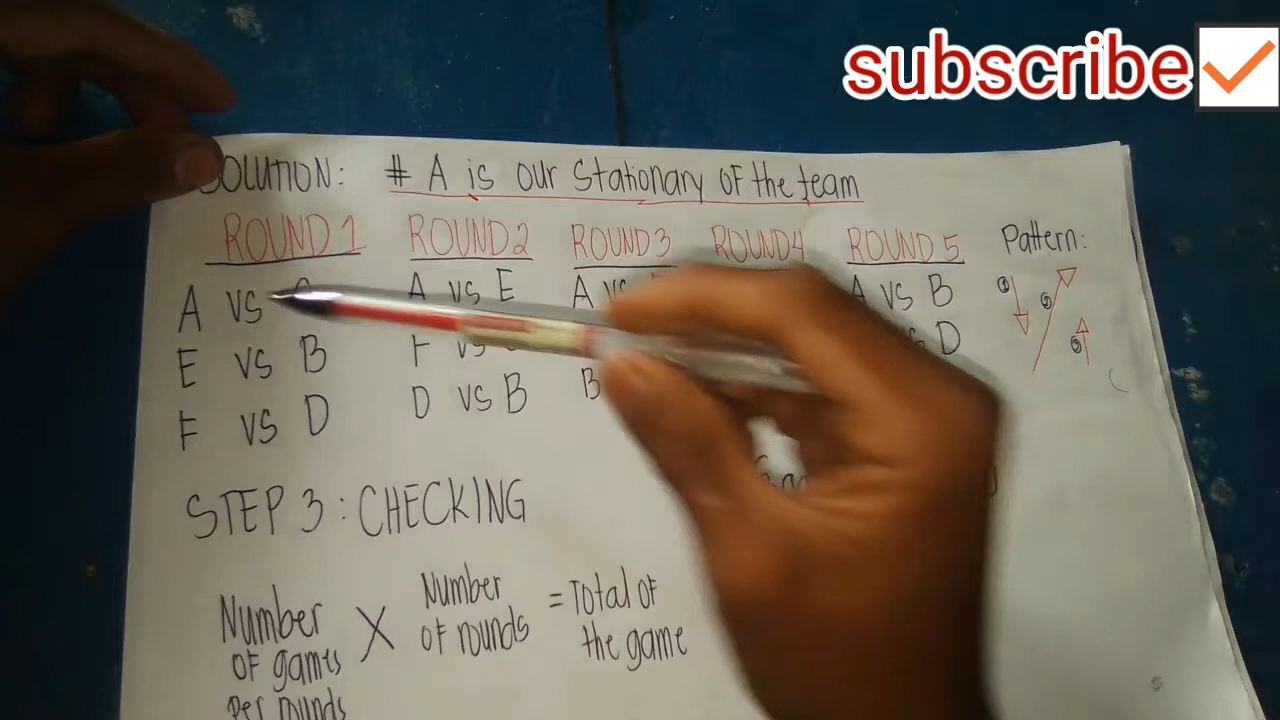 subscribe
SOLUTION: # A is our Stationary OF the team
ROUND 1 ROUND 2 ROUND 3 ROUND 4 ROUND 5 Pattern:
A VS A VS E A VS A VS B
E VS B F VS D
F VS D D VS B B
STEP 3 : CHECKING
Number OF games Per rounds X Number OF rounds = Total OF the game